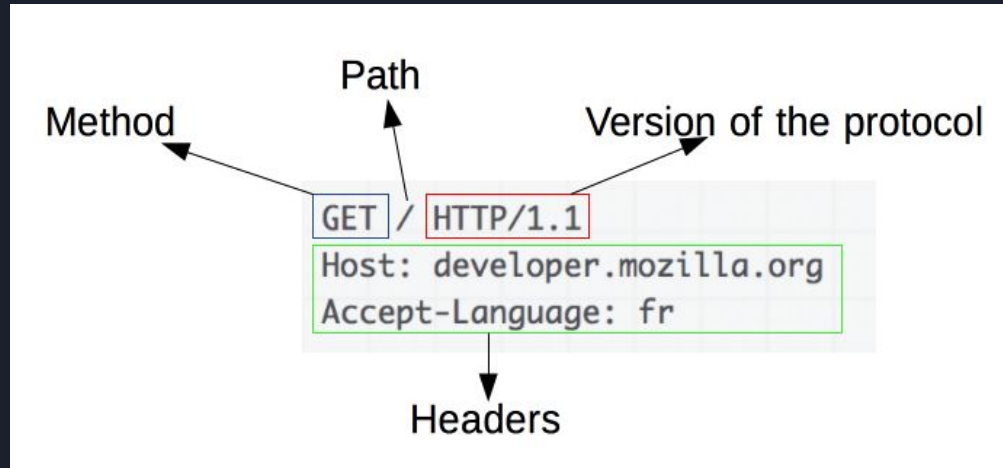 Path
Method
Version of the protocol
GET / HTTP/1.1
Host: developer.mozilla.org
Accept-Language: fr
Headers